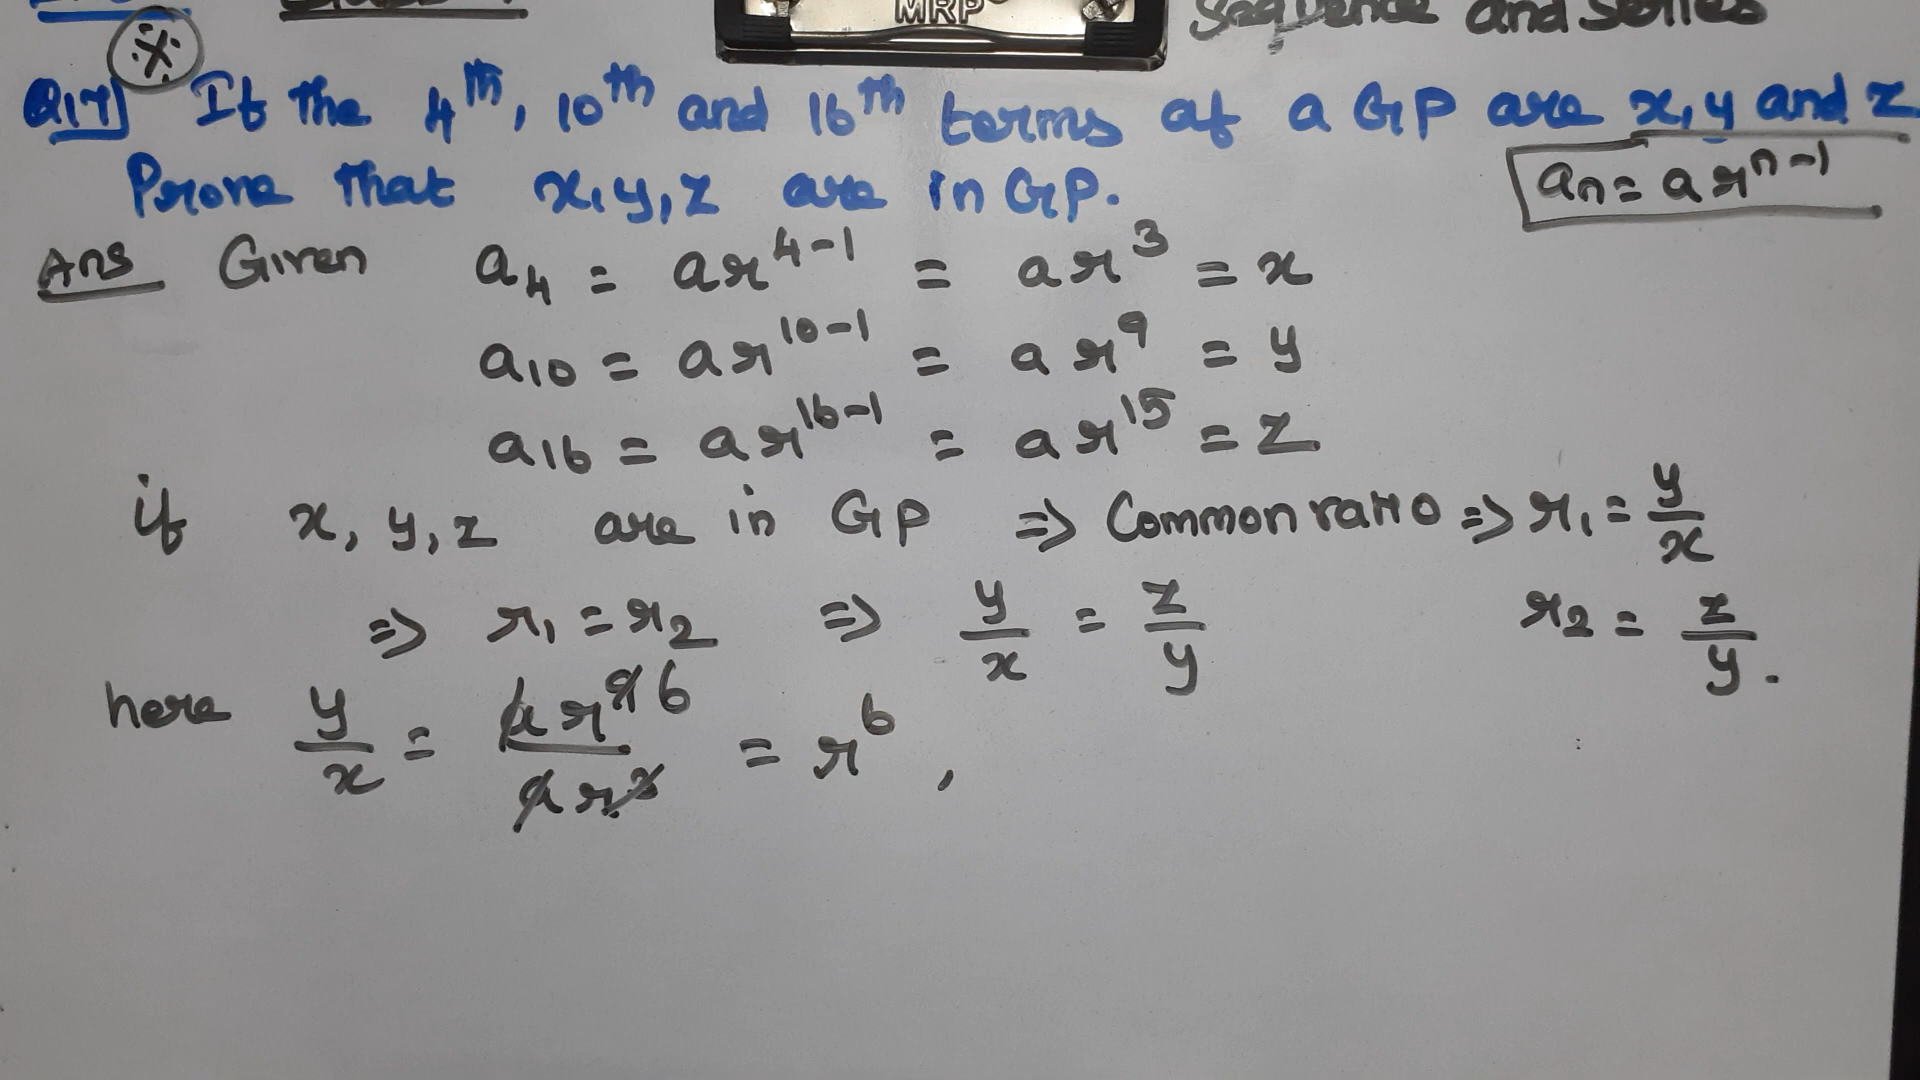 MRP
Sequence and Series
Q17] If the 4th, 10th and 16th terms of a GP are x, y and z.
Prove that x, y, z are in GP.
an = ar^n-1
Ans Given a4 = ar^4-1 = ar^3 = x
a10 = ar^10-1 = ar^9 = y
a16 = ar^16-1 = ar^15 = z
if x, y, z are in GP => Common ratio => r1 = y/x
=> r1 = r2 => y/x = z/y r2 = z/y.
here y/x = ar^9 6/ar^3 = r^6,